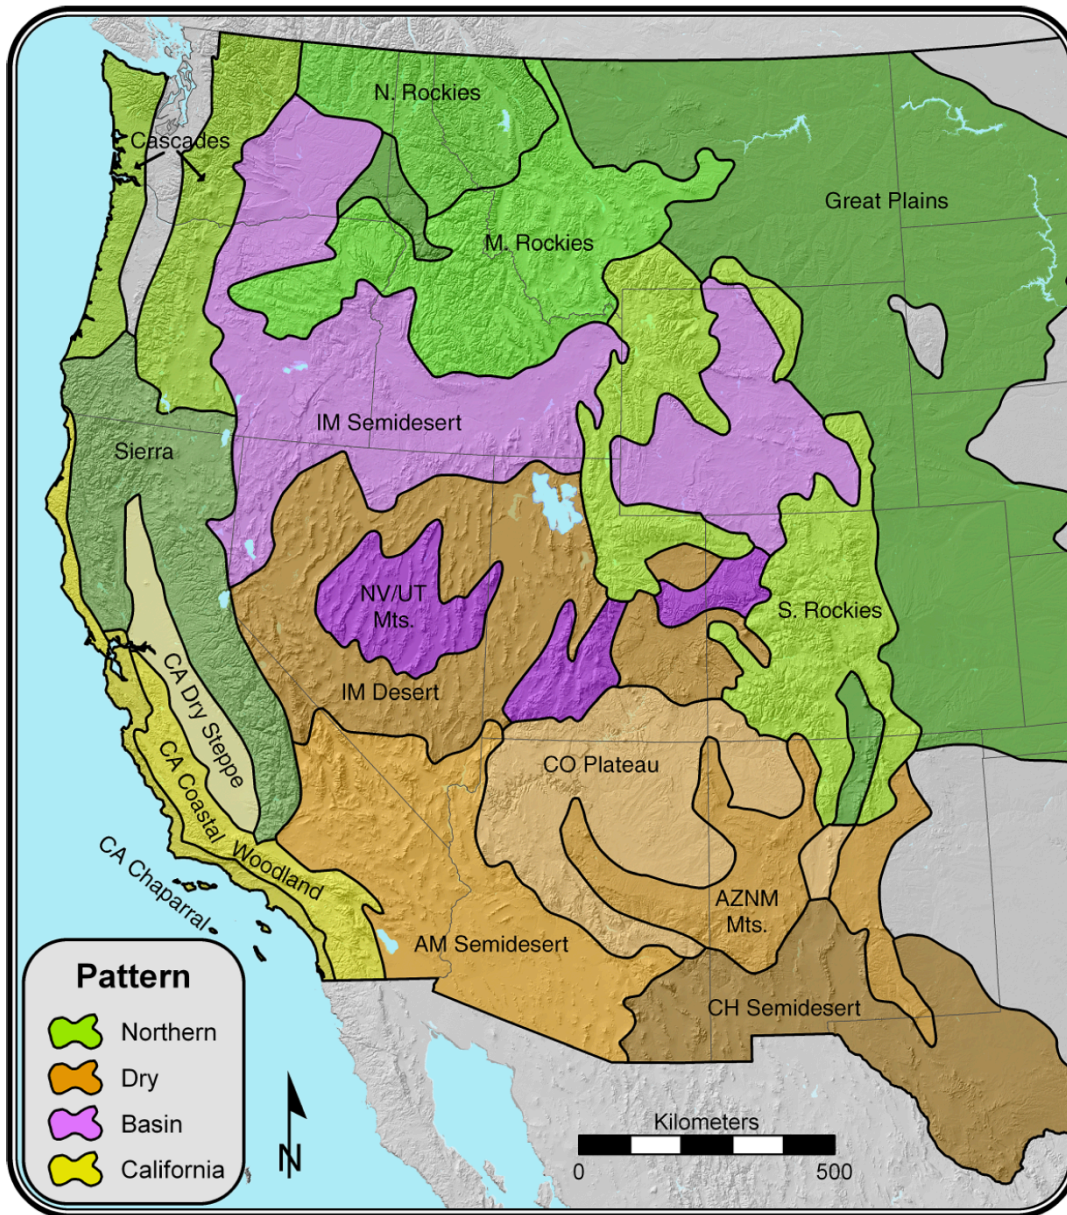 N. Rockies
Cascades
Great Plains
M. Rockies
IM Semidesert
Sierra
NV/UT
Mts.
S. Rockies
IM Desert
CA Dry Steppe
CO Plateau
CA Coastal
Woodland
CA Chaparral
AZNM
Mts.
AM Semidesert
CH Semidesert
Pattern
Northern
Dry
Basin
California
N
Kilometers
0 500